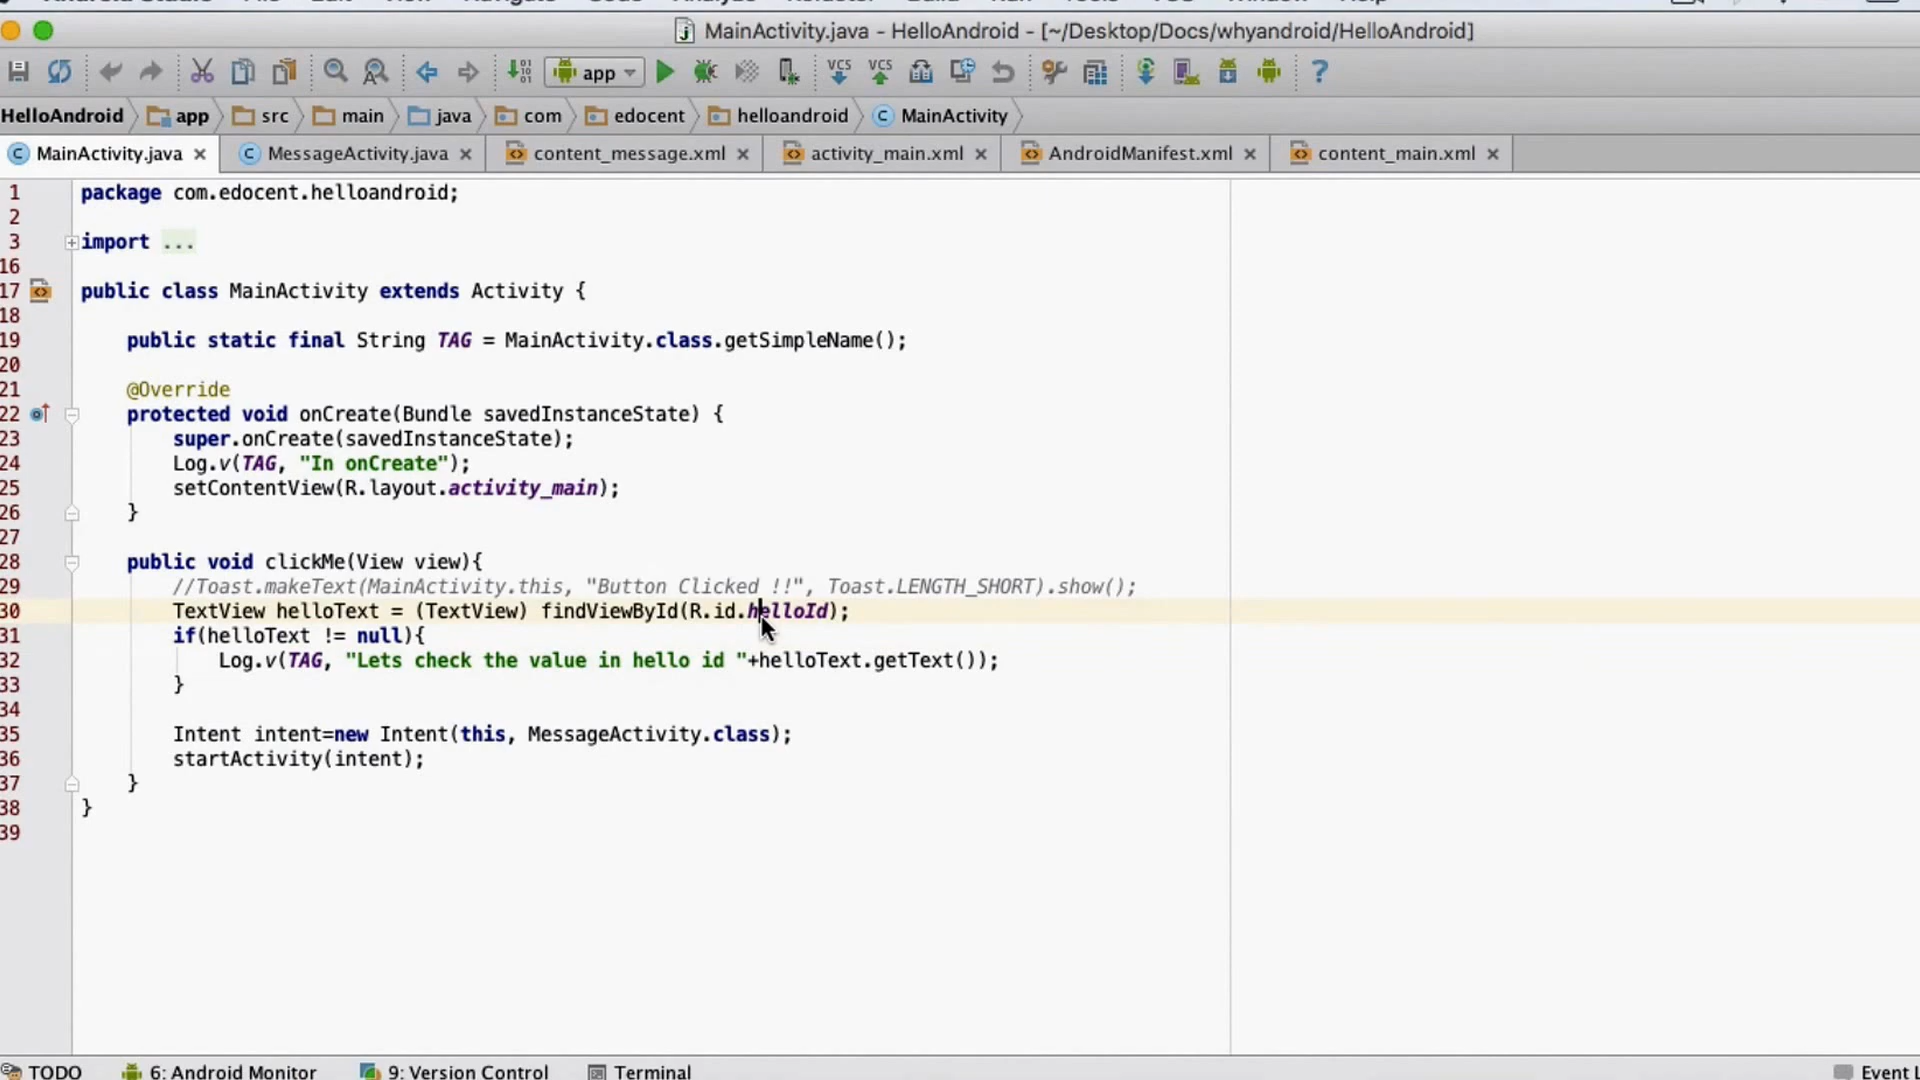 MainActivity.java - HelloAndroid - [~/Desktop/Docs/whyandroid/HelloAndroid]
app VCS VCS ?
HelloAndroid app src main java com edocent helloandroid C MainActivity
C MainActivity.java C MessageActivity.java content_message.xml activity_main.xml AndroidManifest.xml content_main.xml
1 package com.edocent.helloandroid;
2
3 import ...
16
17 public class MainActivity extends Activity {
18
19 public static final String TAG = MainActivity.class.getSimpleName();
20
21 @Override
22 protected void onCreate(Bundle savedInstanceState) {
23 super.onCreate(savedInstanceState);
24 Log.v(TAG, "In onCreate");
25 setContentView(R.layout.activity_main);
26 }
27
28 public void clickMe(View view){
29 //Toast.makeText(MainActivity.this, "Button Clicked !!", Toast.LENGTH_SHORT).show();
30 TextView helloText = (TextView) findViewById(R.id.helloId);
31 if(helloText != null){
32 Log.v(TAG, "Lets check the value in hello id "+helloText.getText());
33 }
34
35 Intent intent=new Intent(this, MessageActivity.class);
36 startActivity(intent);
37 }
38 }
39
TODO 6: Android Monitor 9: Version Control Terminal Event